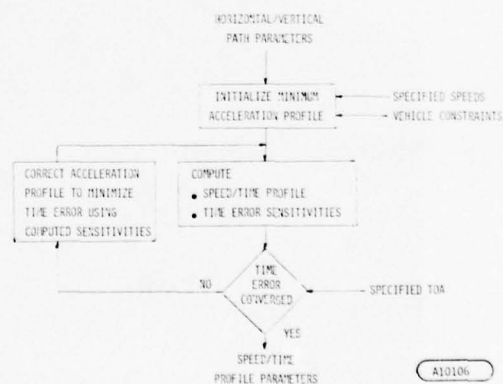 HORIZONTAL/VERTICAL
PATH PARAMETERS
INITIALIZE MINIMUM
ACCELERATION PROFILE
SPECIFIED SPEEDS
VEHICLE CONSTRAINTS
CORRECT ACCELERATION
PROFILE TO MINIMIZE
TIME ERROR USING
COMPUTED SENSITIVITIES
COMPUTE
• SPEED/TIME PROFILE
• TIME ERROR SENSITIVITIES
TIME
ERROR
CONVERGED
NO
SPECIFIED TOA
YES
SPEED/TIME
PROFILE PARAMETERS
A10106